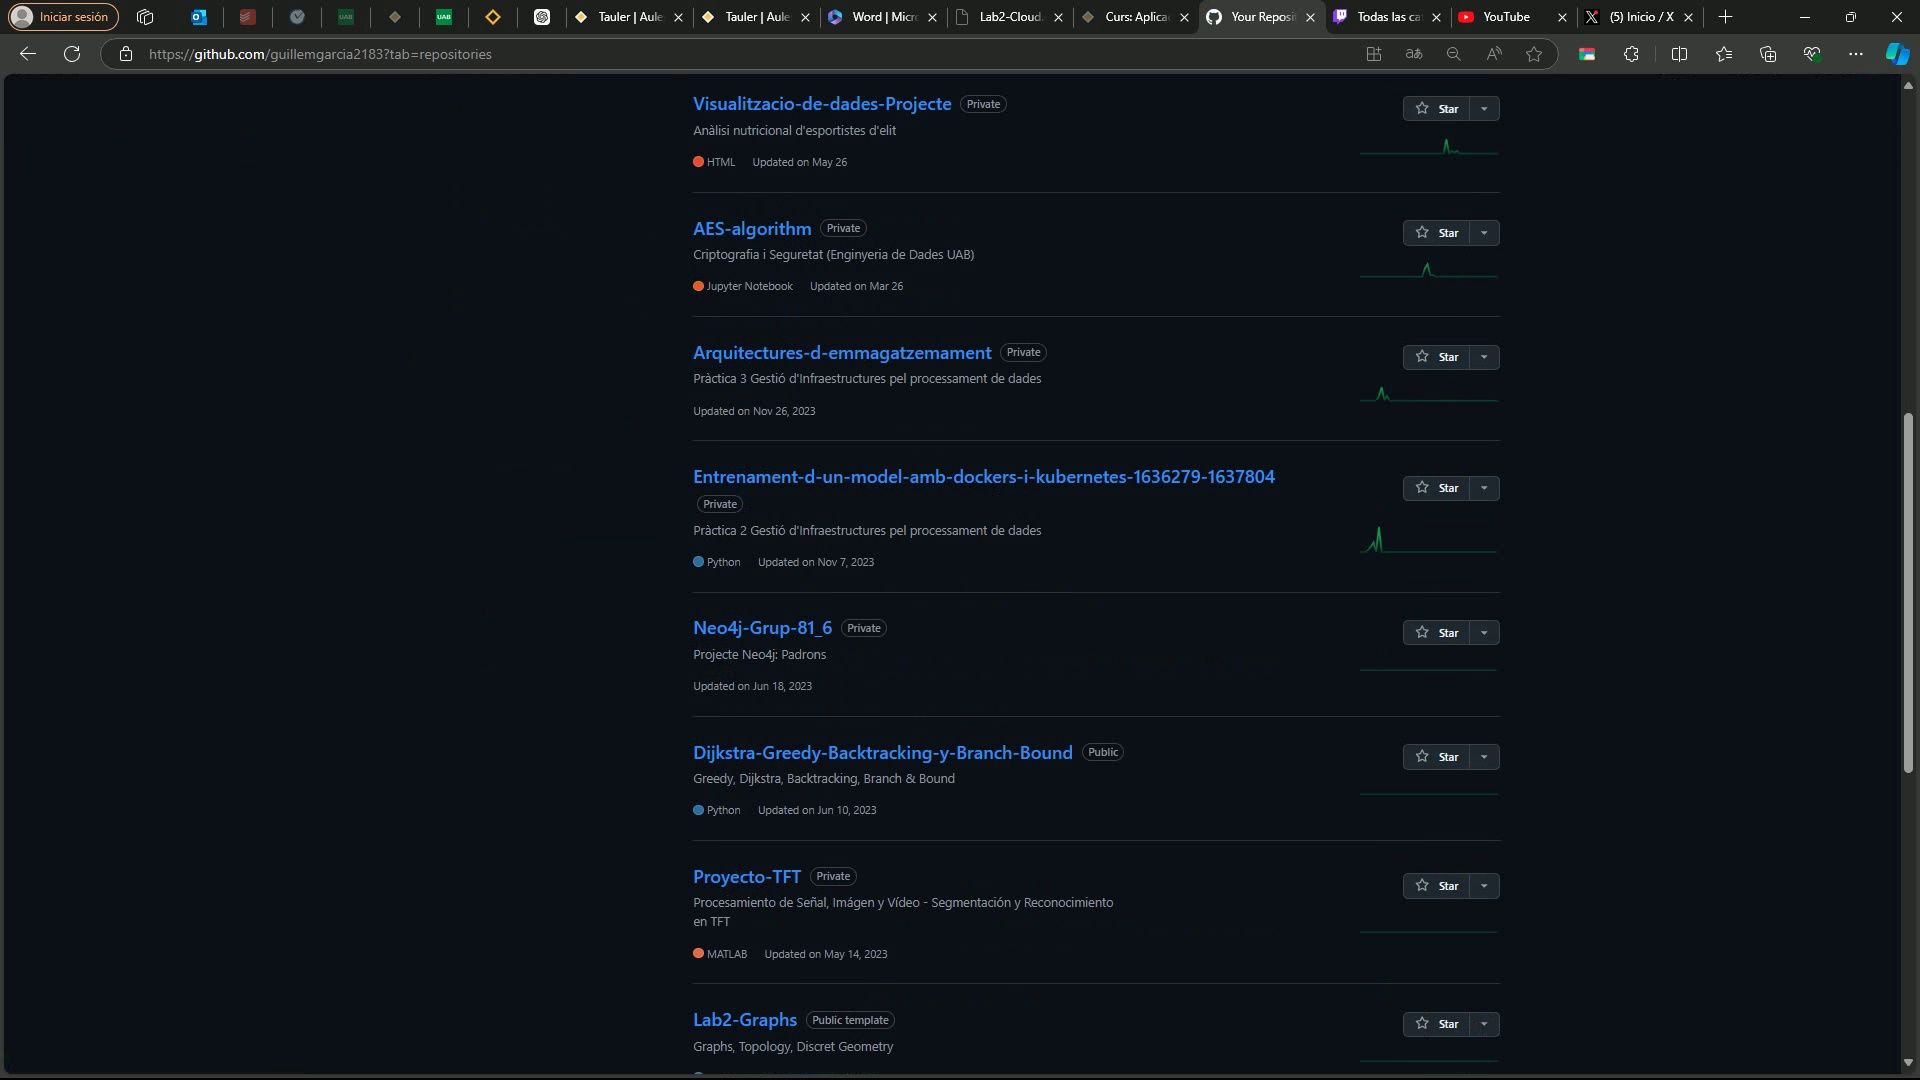 Iniciar sesión
UAB
UAB
Tauler | Aule
Tauler | Aule
Word | Micr
Lab2-Cloud
Curs: Aplica
Your Reposit
Todas las ca
YouTube
(5) Inicio / X
https://github.com/guillemgarcia2183?tab=repositories
Visualitzacio-de-dades-Projecte Private
Star
Anàlisi nutricional d'esportistes d'elit
HTML Updated on May 26
AES-algorithm Private
Star
Criptografia i Seguretat (Enginyeria de Dades UAB)
Jupyter Notebook Updated on Mar 26
Arquitectures-d-emmagatzemament Private
Star
Pràctica 3 Gestió d'Infraestructures pel processament de dades
Updated on Nov 26, 2023
Entrenament-d-un-model-amb-dockers-i-kubernetes-1636279-1637804
Star
Private
Pràctica 2 Gestió d'Infraestructures pel processament de dades
Python Updated on Nov 7, 2023
Neo4j-Grup-81_6 Private
Star
Projecte Neo4j: Padrons
Updated on Jun 18, 2023
Dijkstra-Greedy-Backtracking-y-Branch-Bound Public
Star
Greedy, Dijkstra, Backtracking, Branch & Bound
Python Updated on Jun 10, 2023
Proyecto-TFT Private
Star
Procesamiento de Señal, Imágen y Vídeo - Segmentación y Reconocimiento
en TFT
MATLAB Updated on May 14, 2023
Lab2-Graphs Public template
Star
Graphs, Topology, Discret Geometry